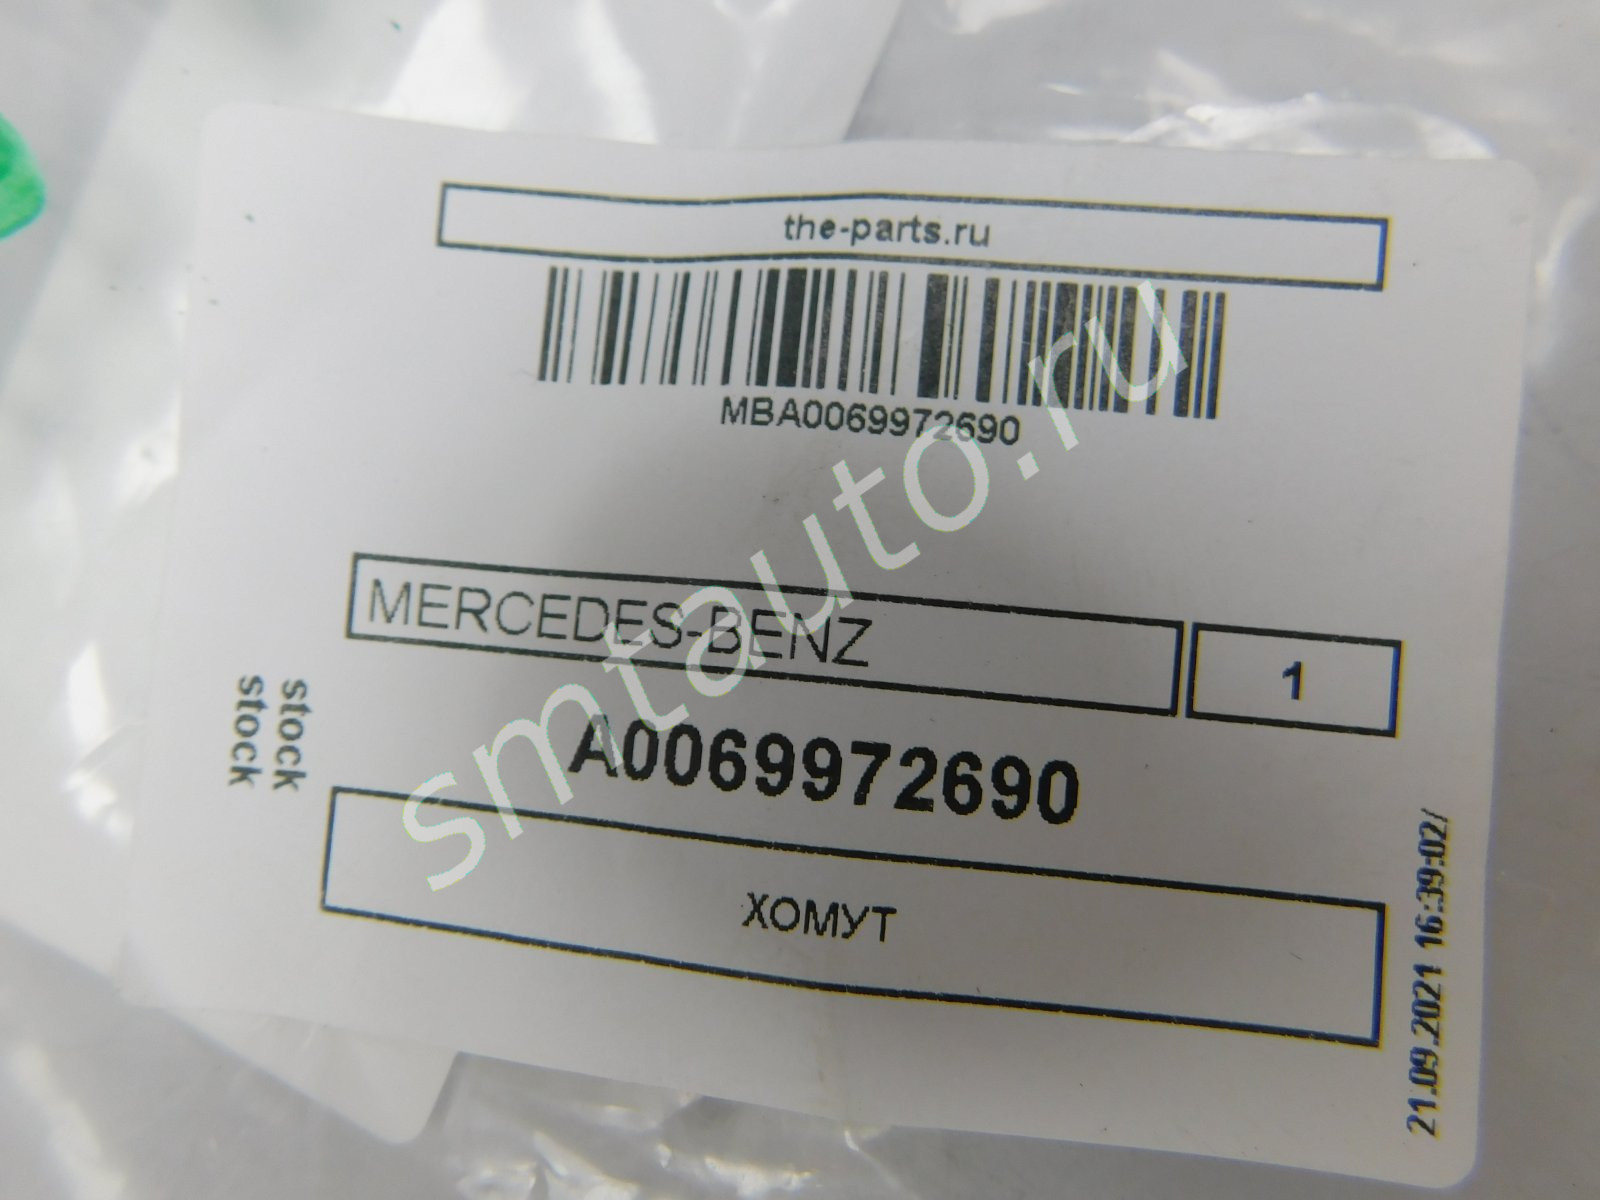 the-parts.ru
MBA0069972690
MERCEDES-BENZ
1
A0069972690
ХОМУТ
stock
stock
21.09.2021 16:39:02/
smtauto.ru